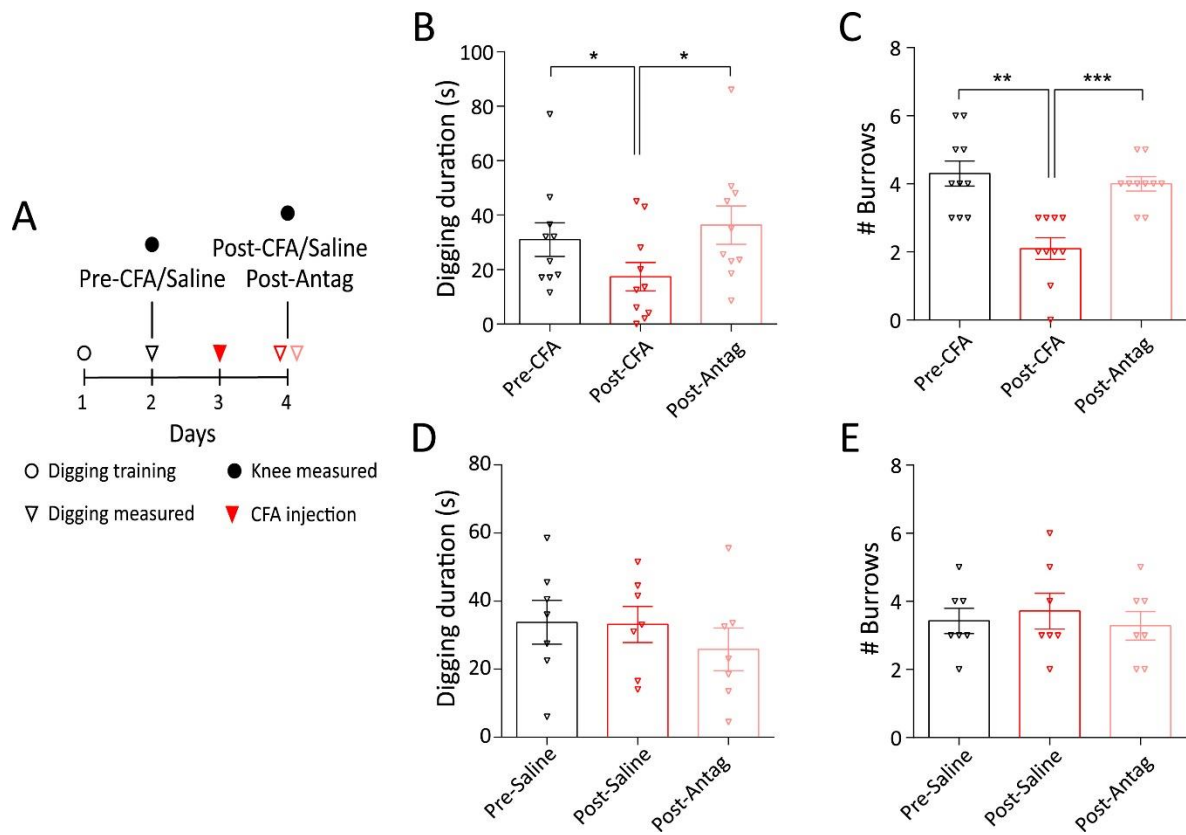 A
Pre-CFA/Saline
Post-CFA/Saline
Post-Antag
1 2 3 4
Days
Digging training
Knee measured
Digging measured
CFA injection
B
Digging duration (s)
100
80
60
40
20
0
* *
Pre-CFA
Post-CFA
Post-Antag
C
# Burrows
8
6
4
2
0
** ***
Pre-CFA
Post-CFA
Post-Antag
D
Digging duration (s)
80
60
40
20
0
Pre-Saline
Post-Saline
Post-Antag
E
# Burrows
8
6
4
2
0
Pre-Saline
Post-Saline
Post-Antag